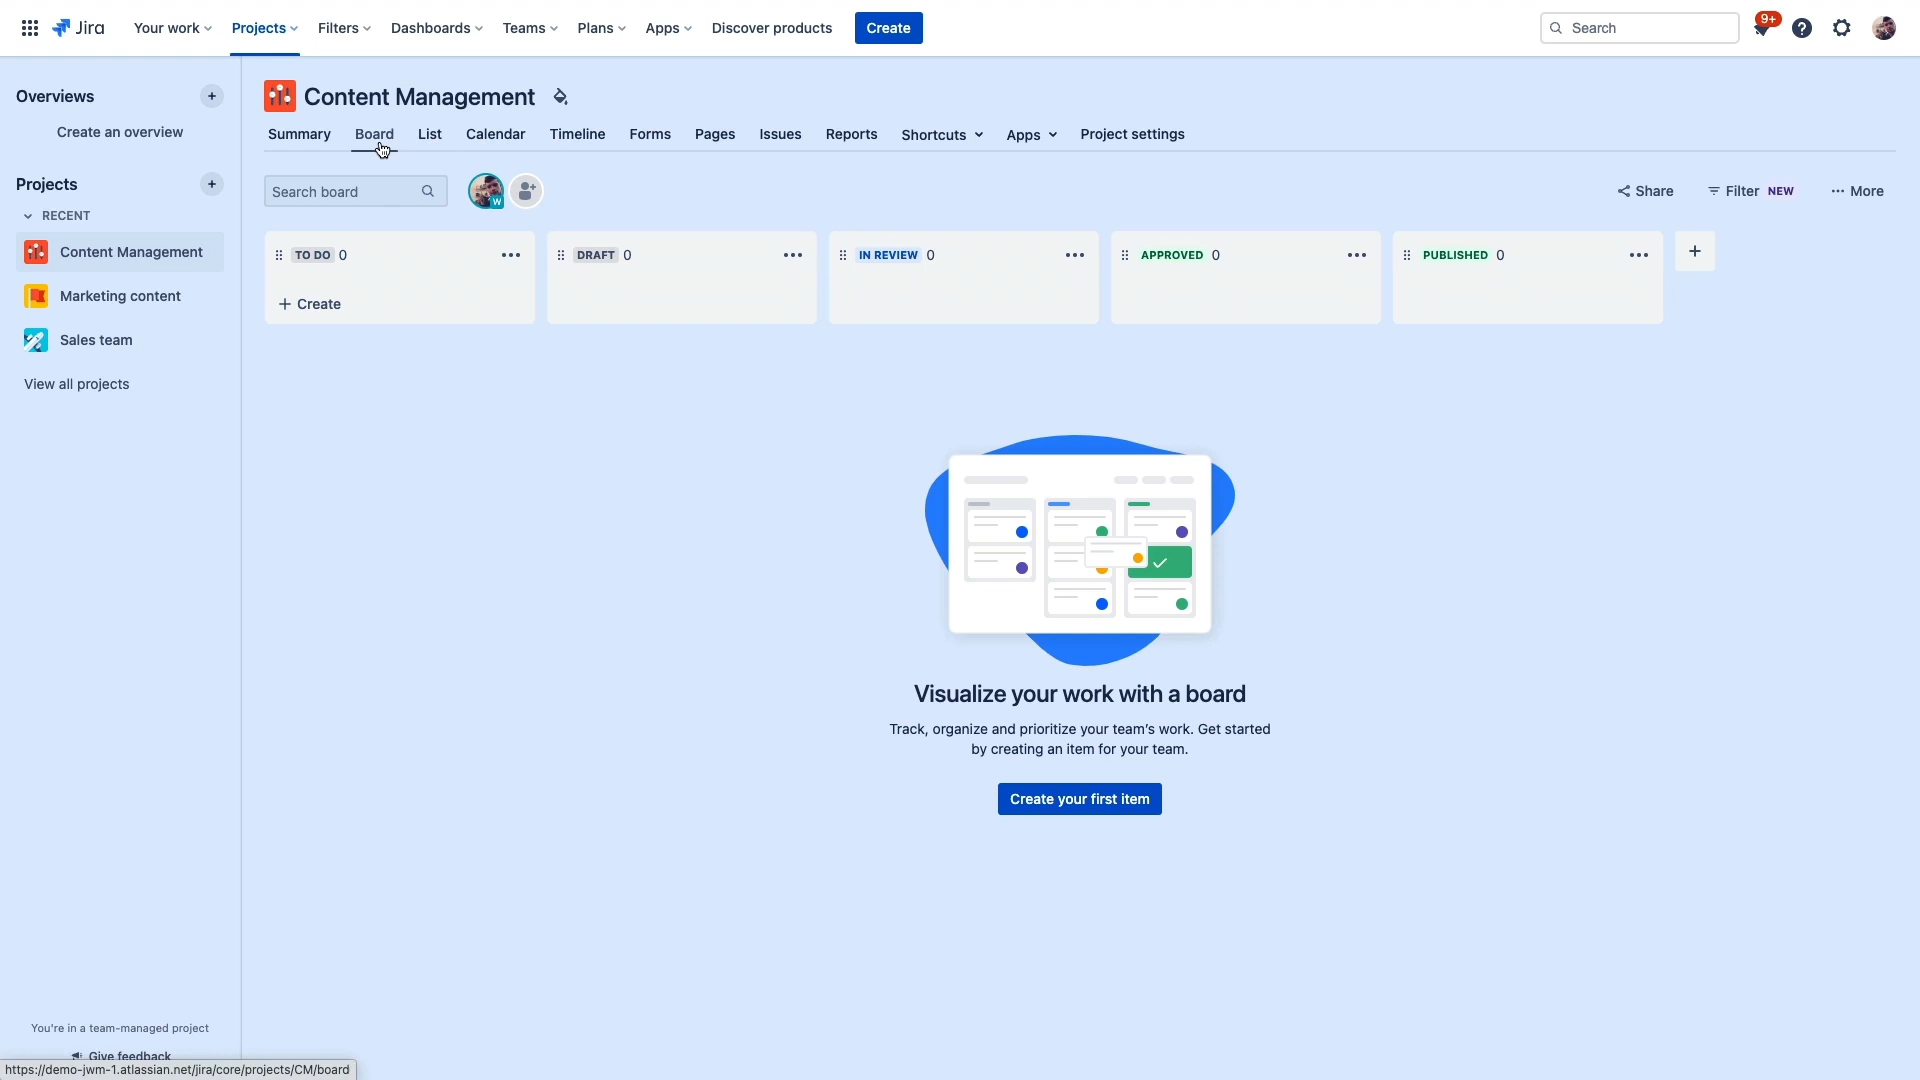 Jira Your work Projects Filters Dashboards Teams Plans Apps Discover products Create Search 9+
Overviews
Create an overview
Projects
RECENT
Content Management
Marketing content
Sales team
View all projects
Content Management
Summary Board List Calendar Timeline Forms Pages Issues Reports Shortcuts Apps Project settings
Search board W Share Filter NEW More
TO DO 0 DRAFT 0 IN REVIEW 0 APPROVED 0 PUBLISHED 0
Create
Visualize your work with a board
Track, organize and prioritize your team's work. Get started
by creating an item for your team.
Create your first item
You're in a team-managed project
Give feedback
https://demo-jwm-1.atlassian.net/jira/core/projects/CM/board